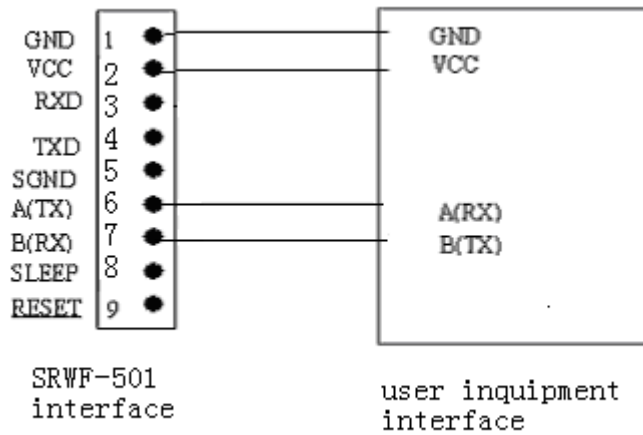 GND 1 GND
VCC 2 VCC
RXD 3
TXD 4
SGND 5
A(TX) 6 A(RX)
B(RX) 7 B(TX)
SLEEP 8
RESET 9
SRWF-501
interface
user inquipment
interface